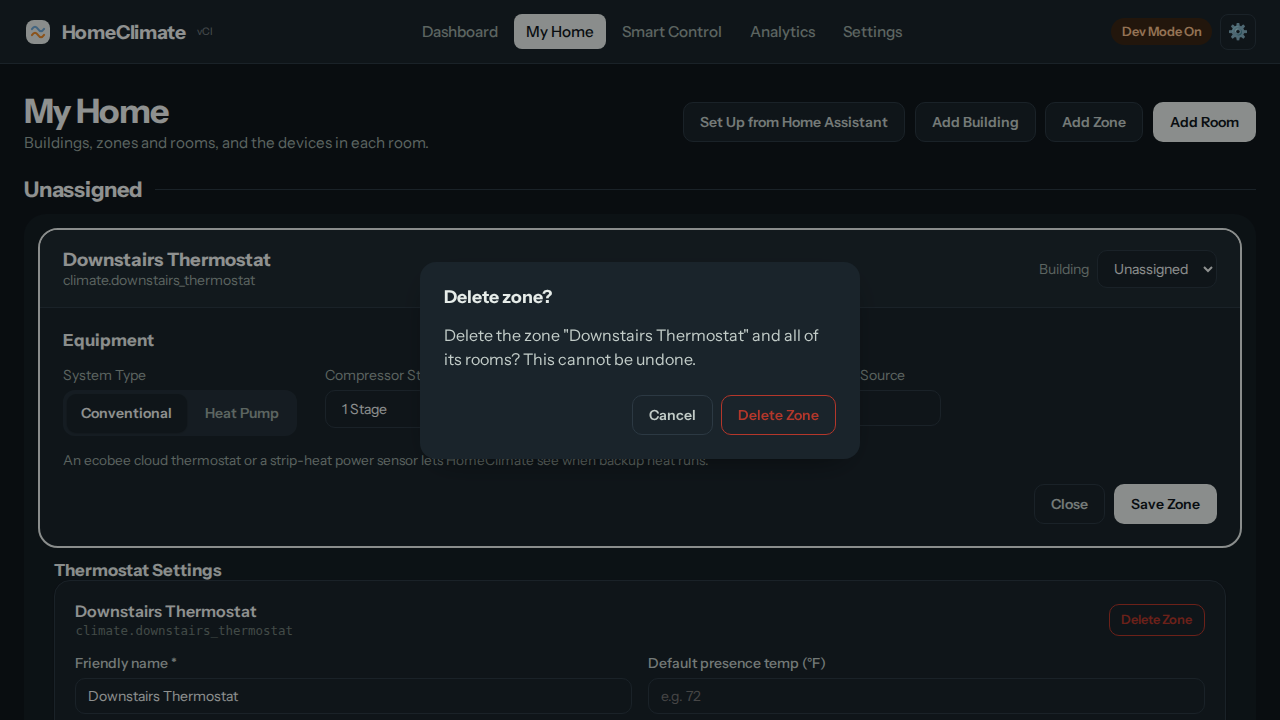 HomeClimate vCI
Dashboard
My Home
Smart Control
Analytics
Settings
Dev Mode On
My Home
Buildings, zones and rooms, and the devices in each room.
Set Up from Home Assistant
Add Building
Add Zone
Add Room
Unassigned
Downstairs Thermostat
climate.downstairs_thermostat
Building
Unassigned
Equipment
System Type
Conventional
Heat Pump
Compressor St
1 Stage
Source
An ecobee cloud thermostat or a strip-heat power sensor lets HomeClimate see when backup heat runs.
Close
Save Zone
Delete zone?
Delete the zone "Downstairs Thermostat" and all of
its rooms? This cannot be undone.
Cancel
Delete Zone
Thermostat Settings
Downstairs Thermostat
climate.downstairs_thermostat
Delete Zone
Friendly name *
Downstairs Thermostat
Default presence temp (°F)
e.g. 72